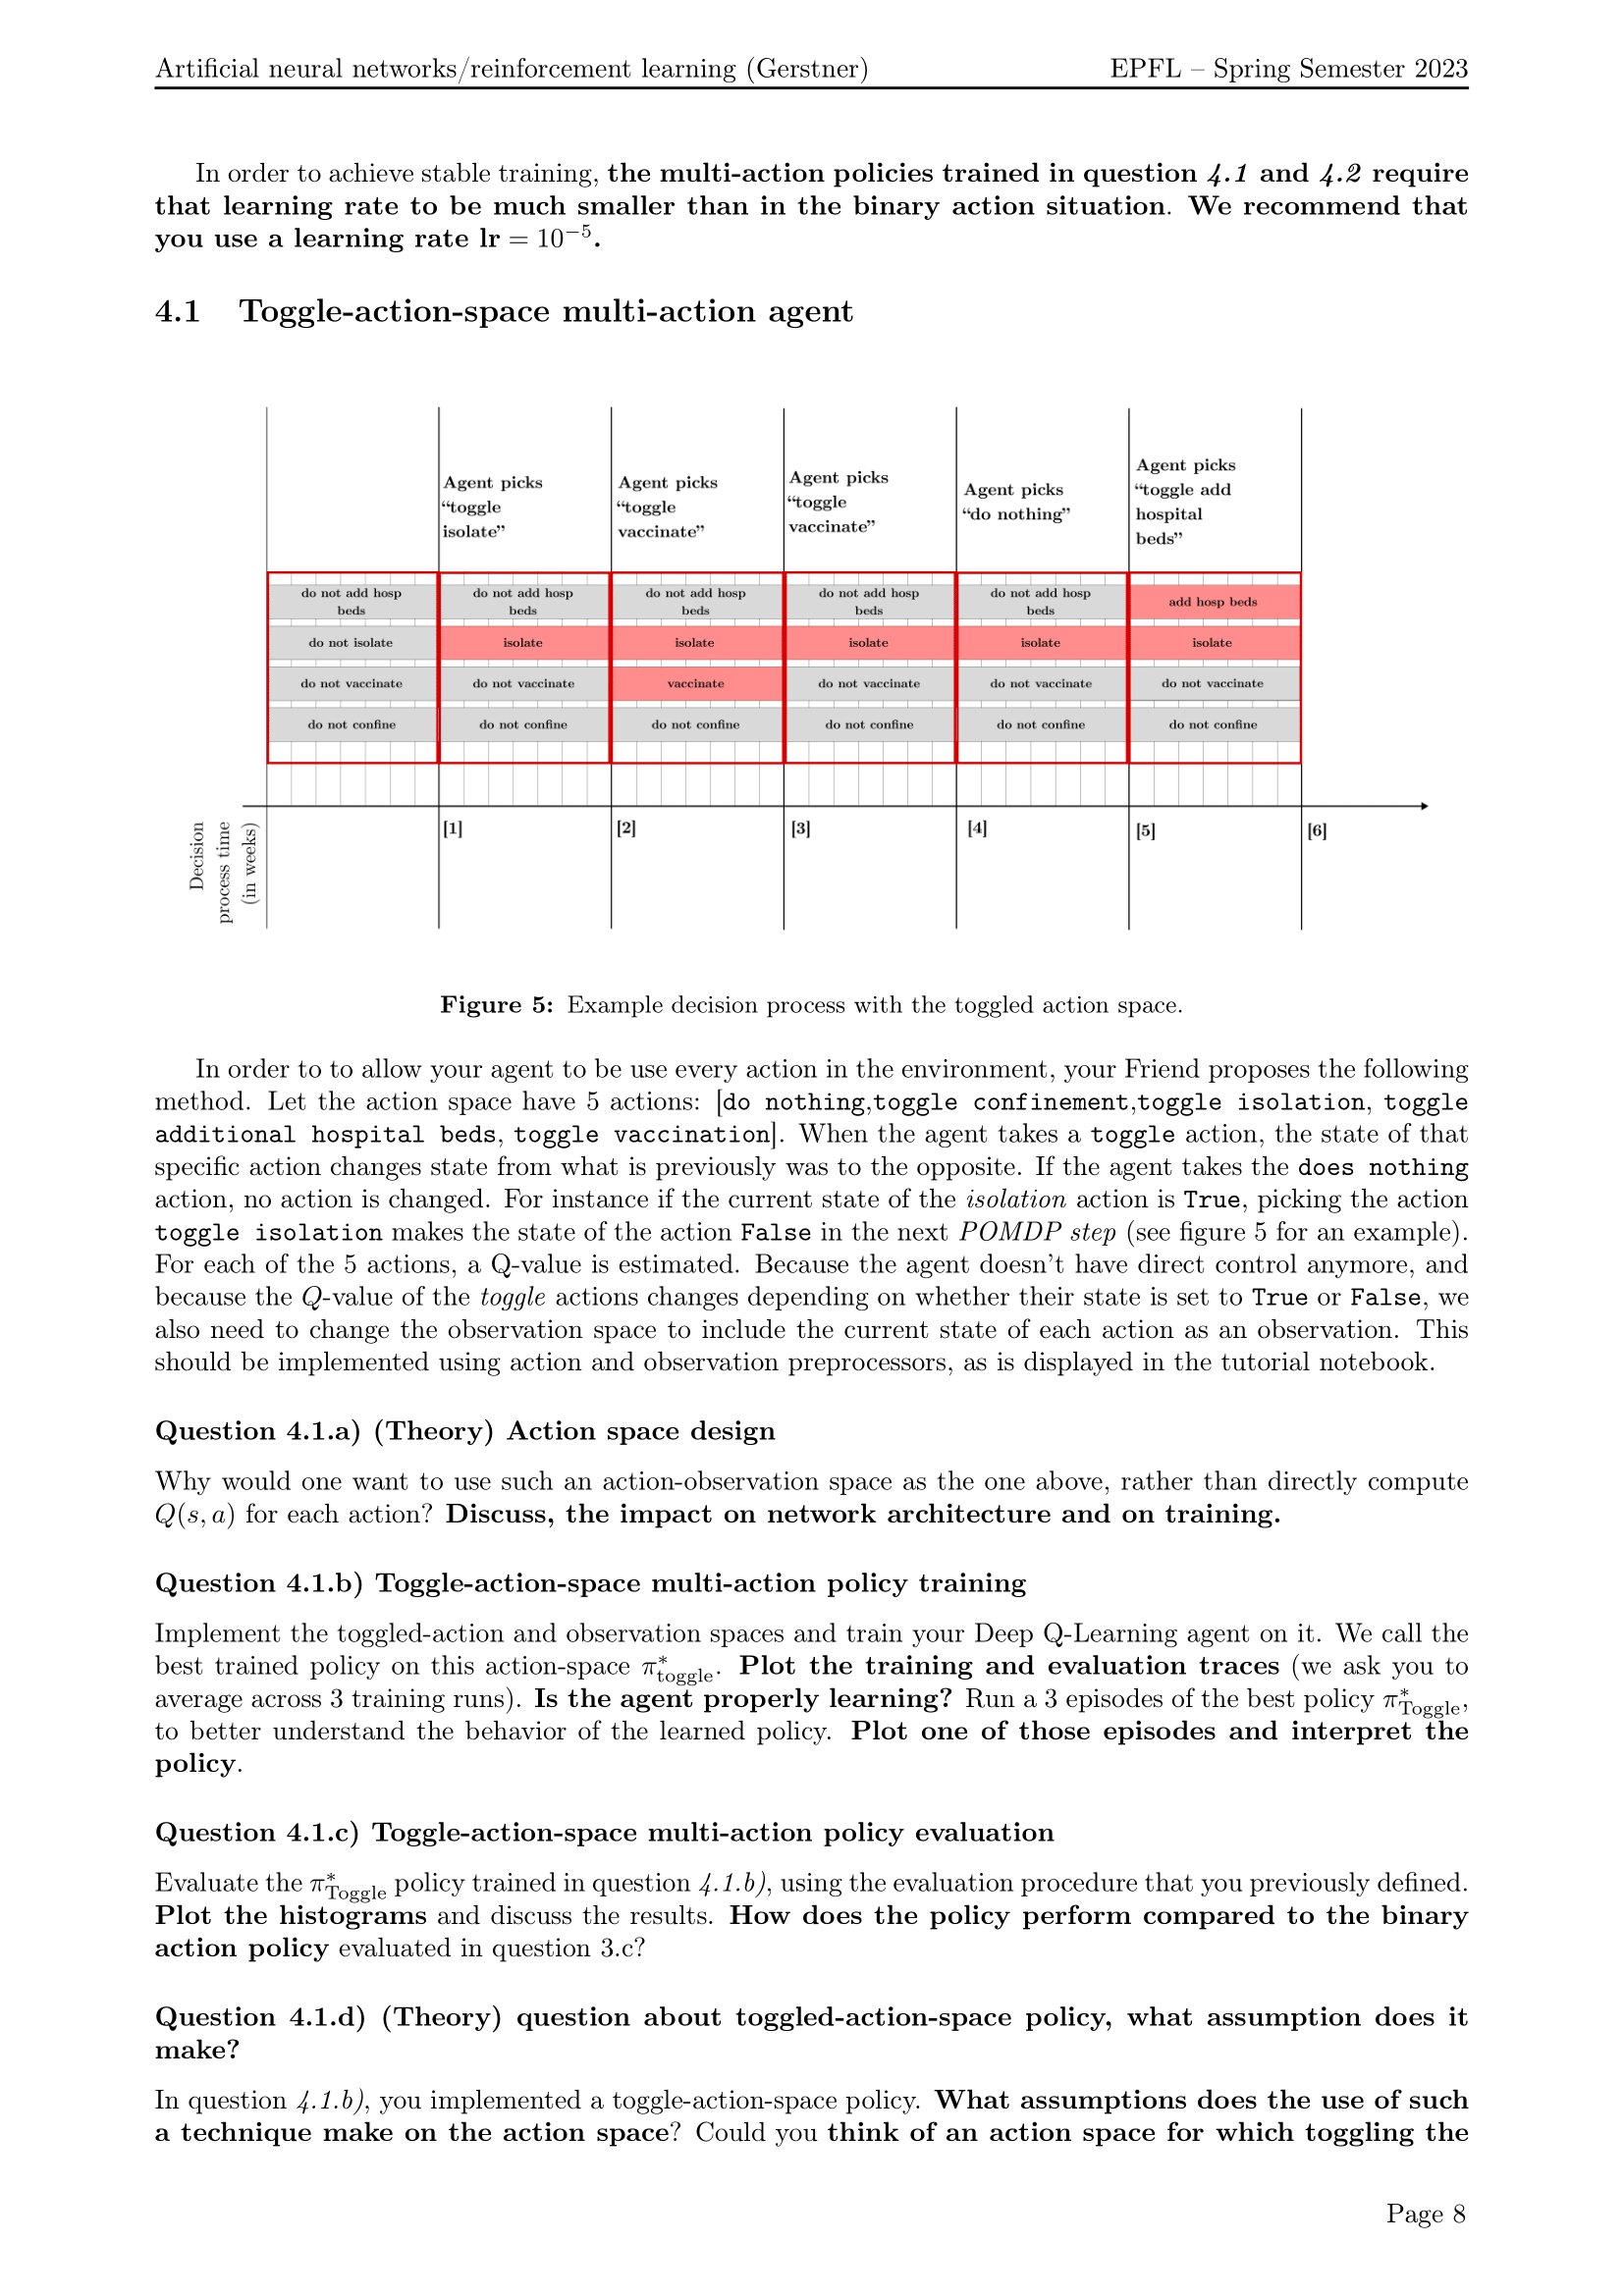 Artificial neural networks/reinforcement learning (Gerstner) EPFL – Spring Semester 2023
In order to achieve stable training, the multi-action policies trained in question 4.1 and 4.2 require
that learning rate to be much smaller than in the binary action situation. We recommend that
you use a learning rate lr = 10⁻⁵.
4.1 Toggle-action-space multi-action agent
Agent picks
“toggle
isolate”
Agent picks
“toggle
vaccinate”
Agent picks
“toggle
vaccinate”
Agent picks
“do nothing”
Agent picks
“toggle add
hospital
beds”
do not add hosp
beds
do not add hosp
beds
do not add hosp
beds
do not add hosp
beds
do not add hosp
beds
add hosp beds
do not isolate isolate isolate isolate isolate isolate
do not vaccinate do not vaccinate vaccinate do not vaccinate do not vaccinate do not vaccinate
do not confine do not confine do not confine do not confine do not confine do not confine
[1] [2] [3] [4] [5] [6]
Decision
process time
(in weeks)
Figure 5: Example decision process with the toggled action space.
In order to to allow your agent to be use every action in the environment, your Friend proposes the following
method. Let the action space have 5 actions: [do nothing,toggle confinement,toggle isolation, toggle
additional hospital beds, toggle vaccination]. When the agent takes a toggle action, the state of that
specific action changes state from what is previously was to the opposite. If the agent takes the does nothing
action, no action is changed. For instance if the current state of the isolation action is True, picking the action
toggle isolation makes the state of the action False in the next POMDP step (see figure 5 for an example).
For each of the 5 actions, a Q-value is estimated. Because the agent doesn’t have direct control anymore, and
because the Q-value of the toggle actions changes depending on whether their state is set to True or False, we
also need to change the observation space to include the current state of each action as an observation. This
should be implemented using action and observation preprocessors, as is displayed in the tutorial notebook.
Question 4.1.a) (Theory) Action space design
Why would one want to use such an action-observation space as the one above, rather than directly compute
Q(s, a) for each action? Discuss, the impact on network architecture and on training.
Question 4.1.b) Toggle-action-space multi-action policy training
Implement the toggled-action and observation spaces and train your Deep Q-Learning agent on it. We call the
best trained policy on this action-space π*toggle. Plot the training and evaluation traces (we ask you to
average across 3 training runs). Is the agent properly learning? Run a 3 episodes of the best policy π*Toggle,
to better understand the behavior of the learned policy. Plot one of those episodes and interpret the
policy.
Question 4.1.c) Toggle-action-space multi-action policy evaluation
Evaluate the π*Toggle policy trained in question 4.1.b), using the evaluation procedure that you previously defined.
Plot the histograms and discuss the results. How does the policy perform compared to the binary
action policy evaluated in question 3.c?
Question 4.1.d) (Theory) question about toggled-action-space policy, what assumption does it
make?
In question 4.1.b), you implemented a toggle-action-space policy. What assumptions does the use of such
a technique make on the action space? Could you think of an action space for which toggling the
Page 8